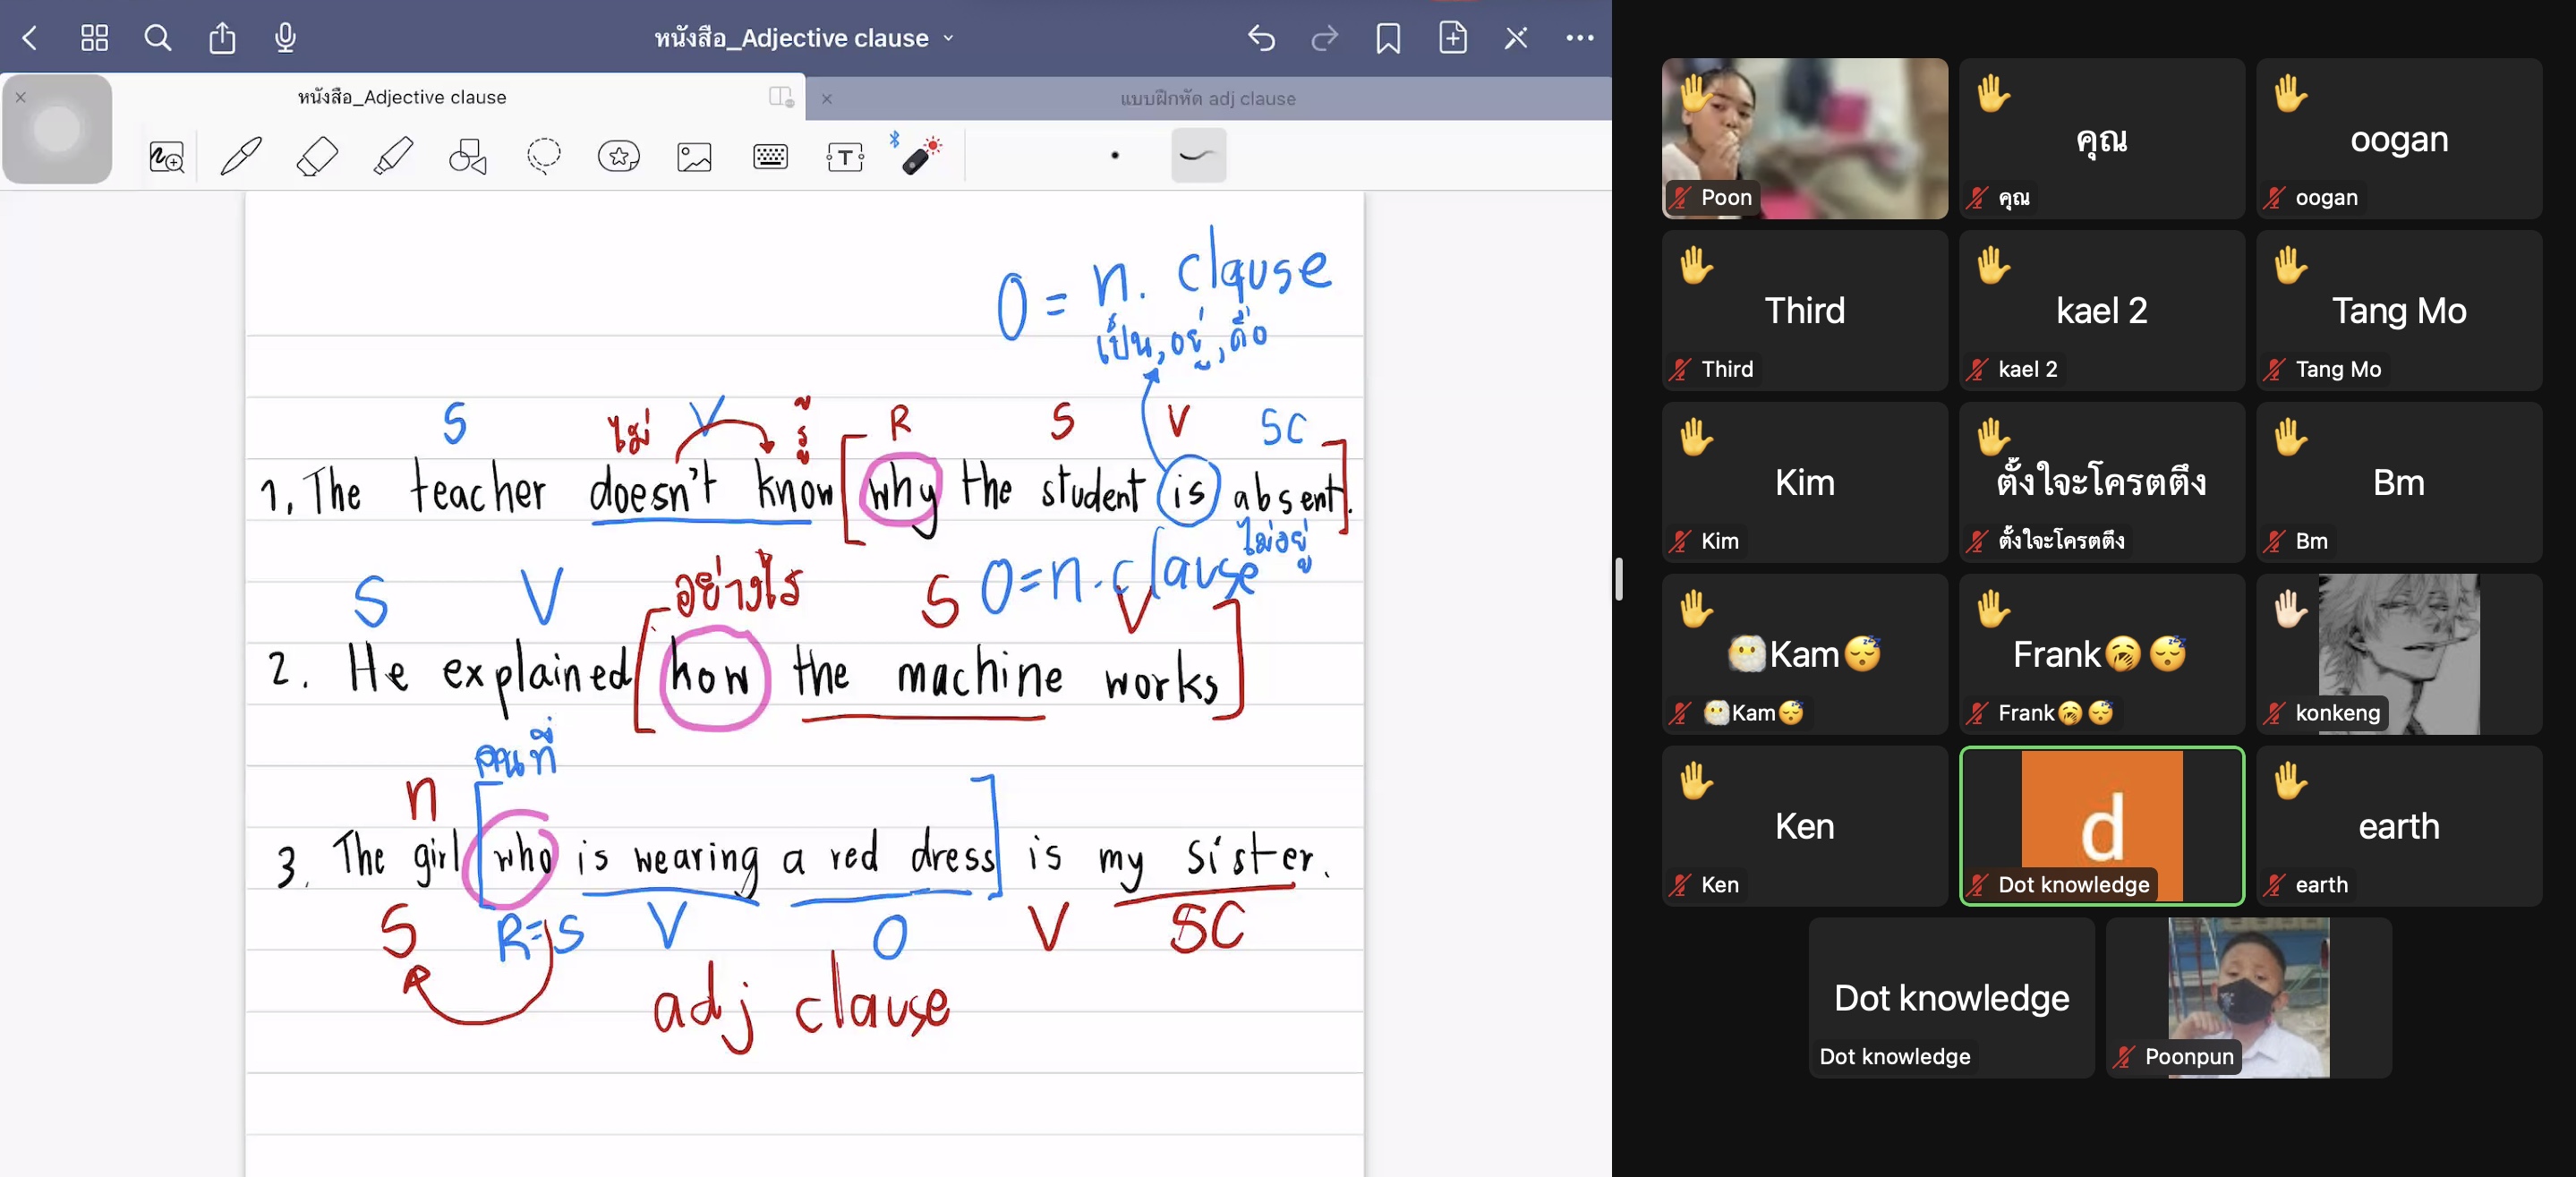 หนังสือ_Adjective clause
หนังสือ_Adjective clause
แบบฝึกหัด adj clause
O = n. clause
เป็น, อยู่, คือ
S ไม่ V รู้ R S V SC
1. The teacher doesn't know [why the student is absent].
ไม่อยู่
S V อย่างไร S O = n. clause V
2. He explained [how the machine works]
n คนที่
3. The girl [who is wearing a red dress] is my sister.
S R=S V O V SC
adj clause
Poon
คุณ
คุณ
oogan
oogan
Third
Third
kael 2
kael 2
Tang Mo
Tang Mo
Kim
Kim
ตั้งใจะโครตตึง
ตั้งใจะโครตตึง
Bm
Bm
Kam
Kam
Frank
Frank
konkeng
Ken
Ken
d
Dot knowledge
earth
earth
Dot knowledge
Dot knowledge
Poonpun